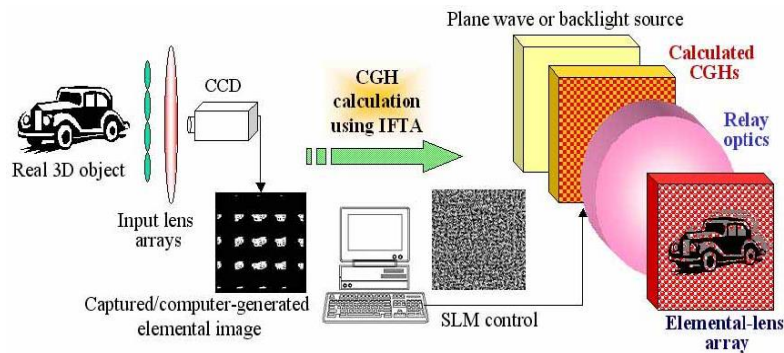 Plane wave or backlight source
Calculated
CGHs
CCD
CGH
calculation
using IFTA
Relay
optics
Real 3D object
Input lens
arrays
Captured/computer-generated
elemental image
SLM control
Elemental-lens
array